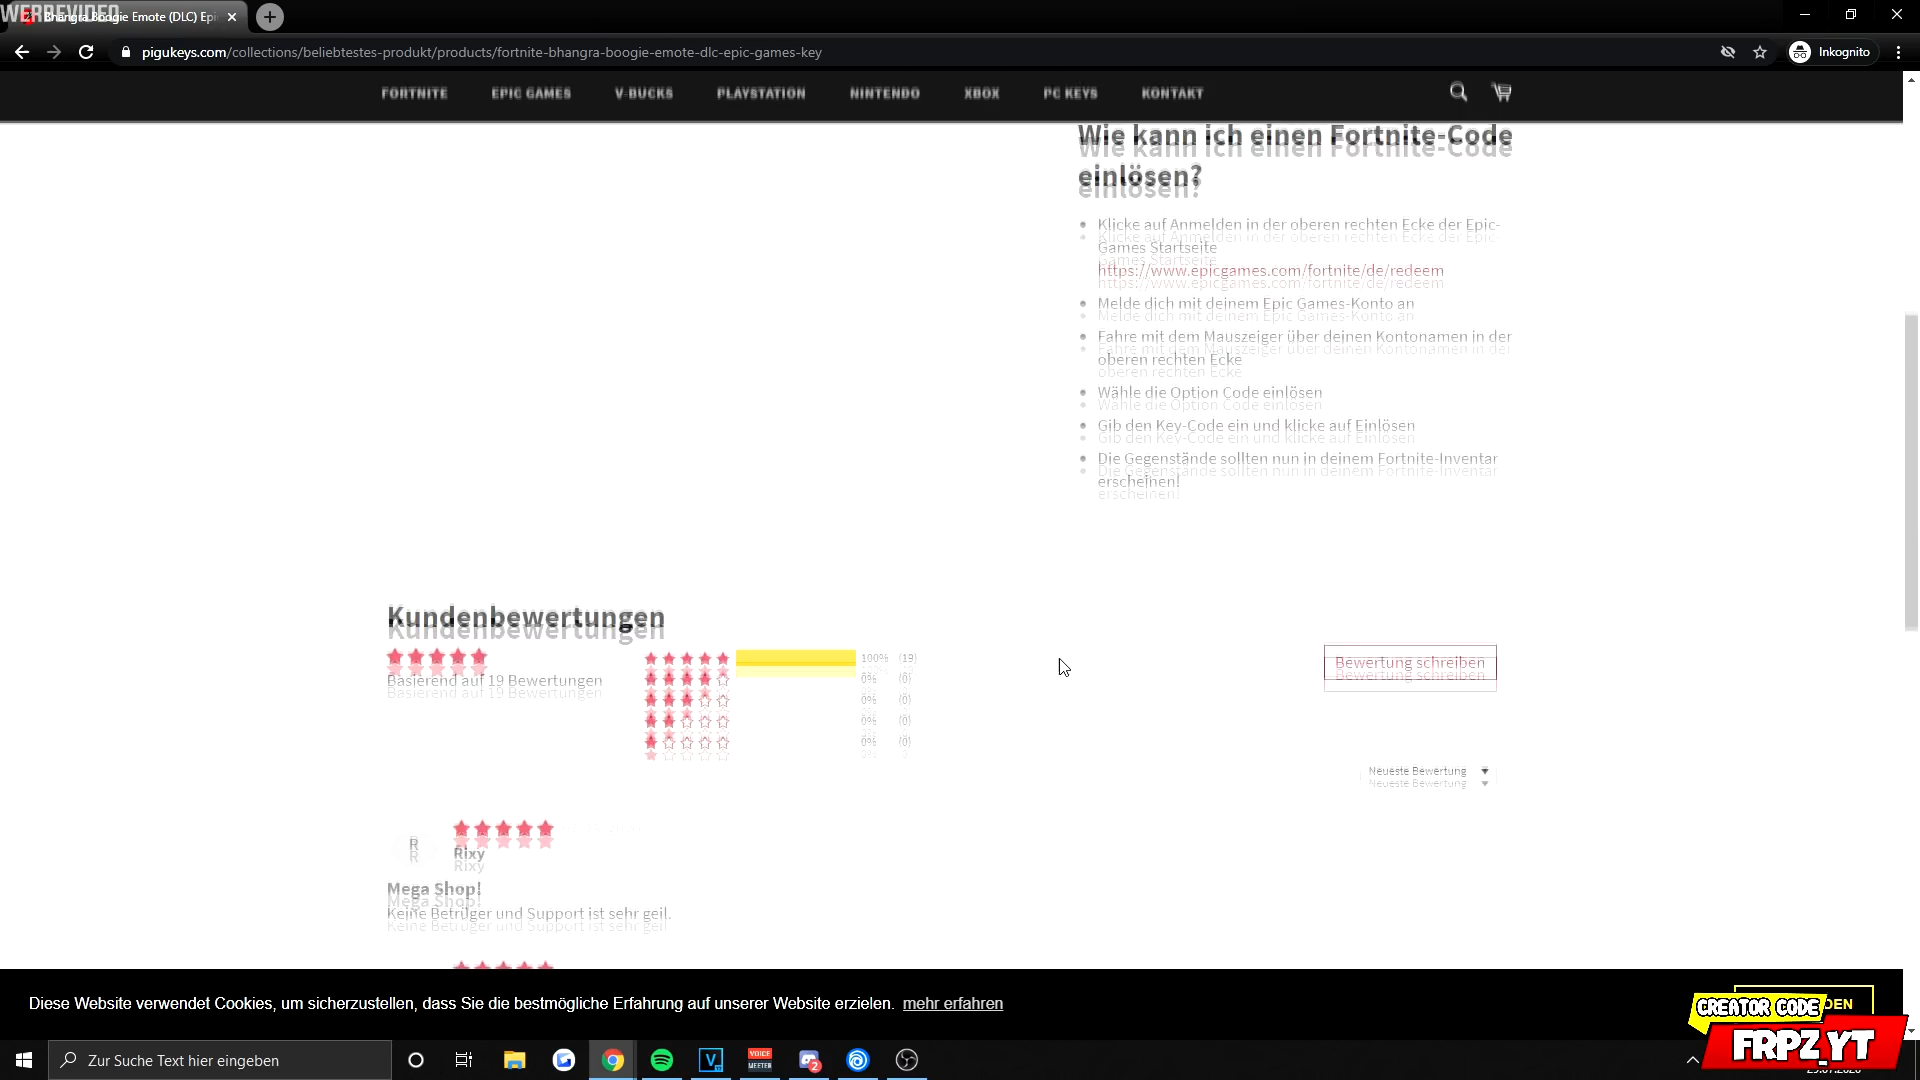 WERBEVIDEO
Bhangra Boogie Emote (DLC) Epi
pigukeys.com/collections/beliebtestes-produkt/products/fortnite-bhangra-boogie-emote-dlc-epic-games-key
Inkognito
FORTNITE EPIC GAMES V-BUCKS PLAYSTATION NINTENDO XBOX PC KEYS KONTAKT
Wie kann ich einen Fortnite-Code
einlösen?
Klicke auf Anmelden in der oberen rechten Ecke der Epic-
Games Startseite
https://www.epicgames.com/fortnite/de/redeem
Melde dich mit deinem Epic Games-Konto an
Fahre mit dem Mauszeiger über deinen Kontonamen in der
oberen rechten Ecke
Wähle die Option Code einlösen
Gib den Key-Code ein und klicke auf Einlösen
Die Gegenstände sollten nun in deinem Fortnite-Inventar
erscheinen!
Kundenbewertungen
Basierend auf 19 Bewertungen
100% (19)
0% (0)
0% (0)
0% (0)
0% (0)
Bewertung schreiben
Neueste Bewertung
R
Rixy
Mega Shop!
Keine Betrüger und Support ist sehr geil.
Diese Website verwendet Cookies, um sicherzustellen, dass Sie die bestmögliche Erfahrung auf unserer Website erzielen. mehr erfahren
CREATOR CODE
FRPZ_YT
Zur Suche Text hier eingeben
V
VOICE
MEETER
2